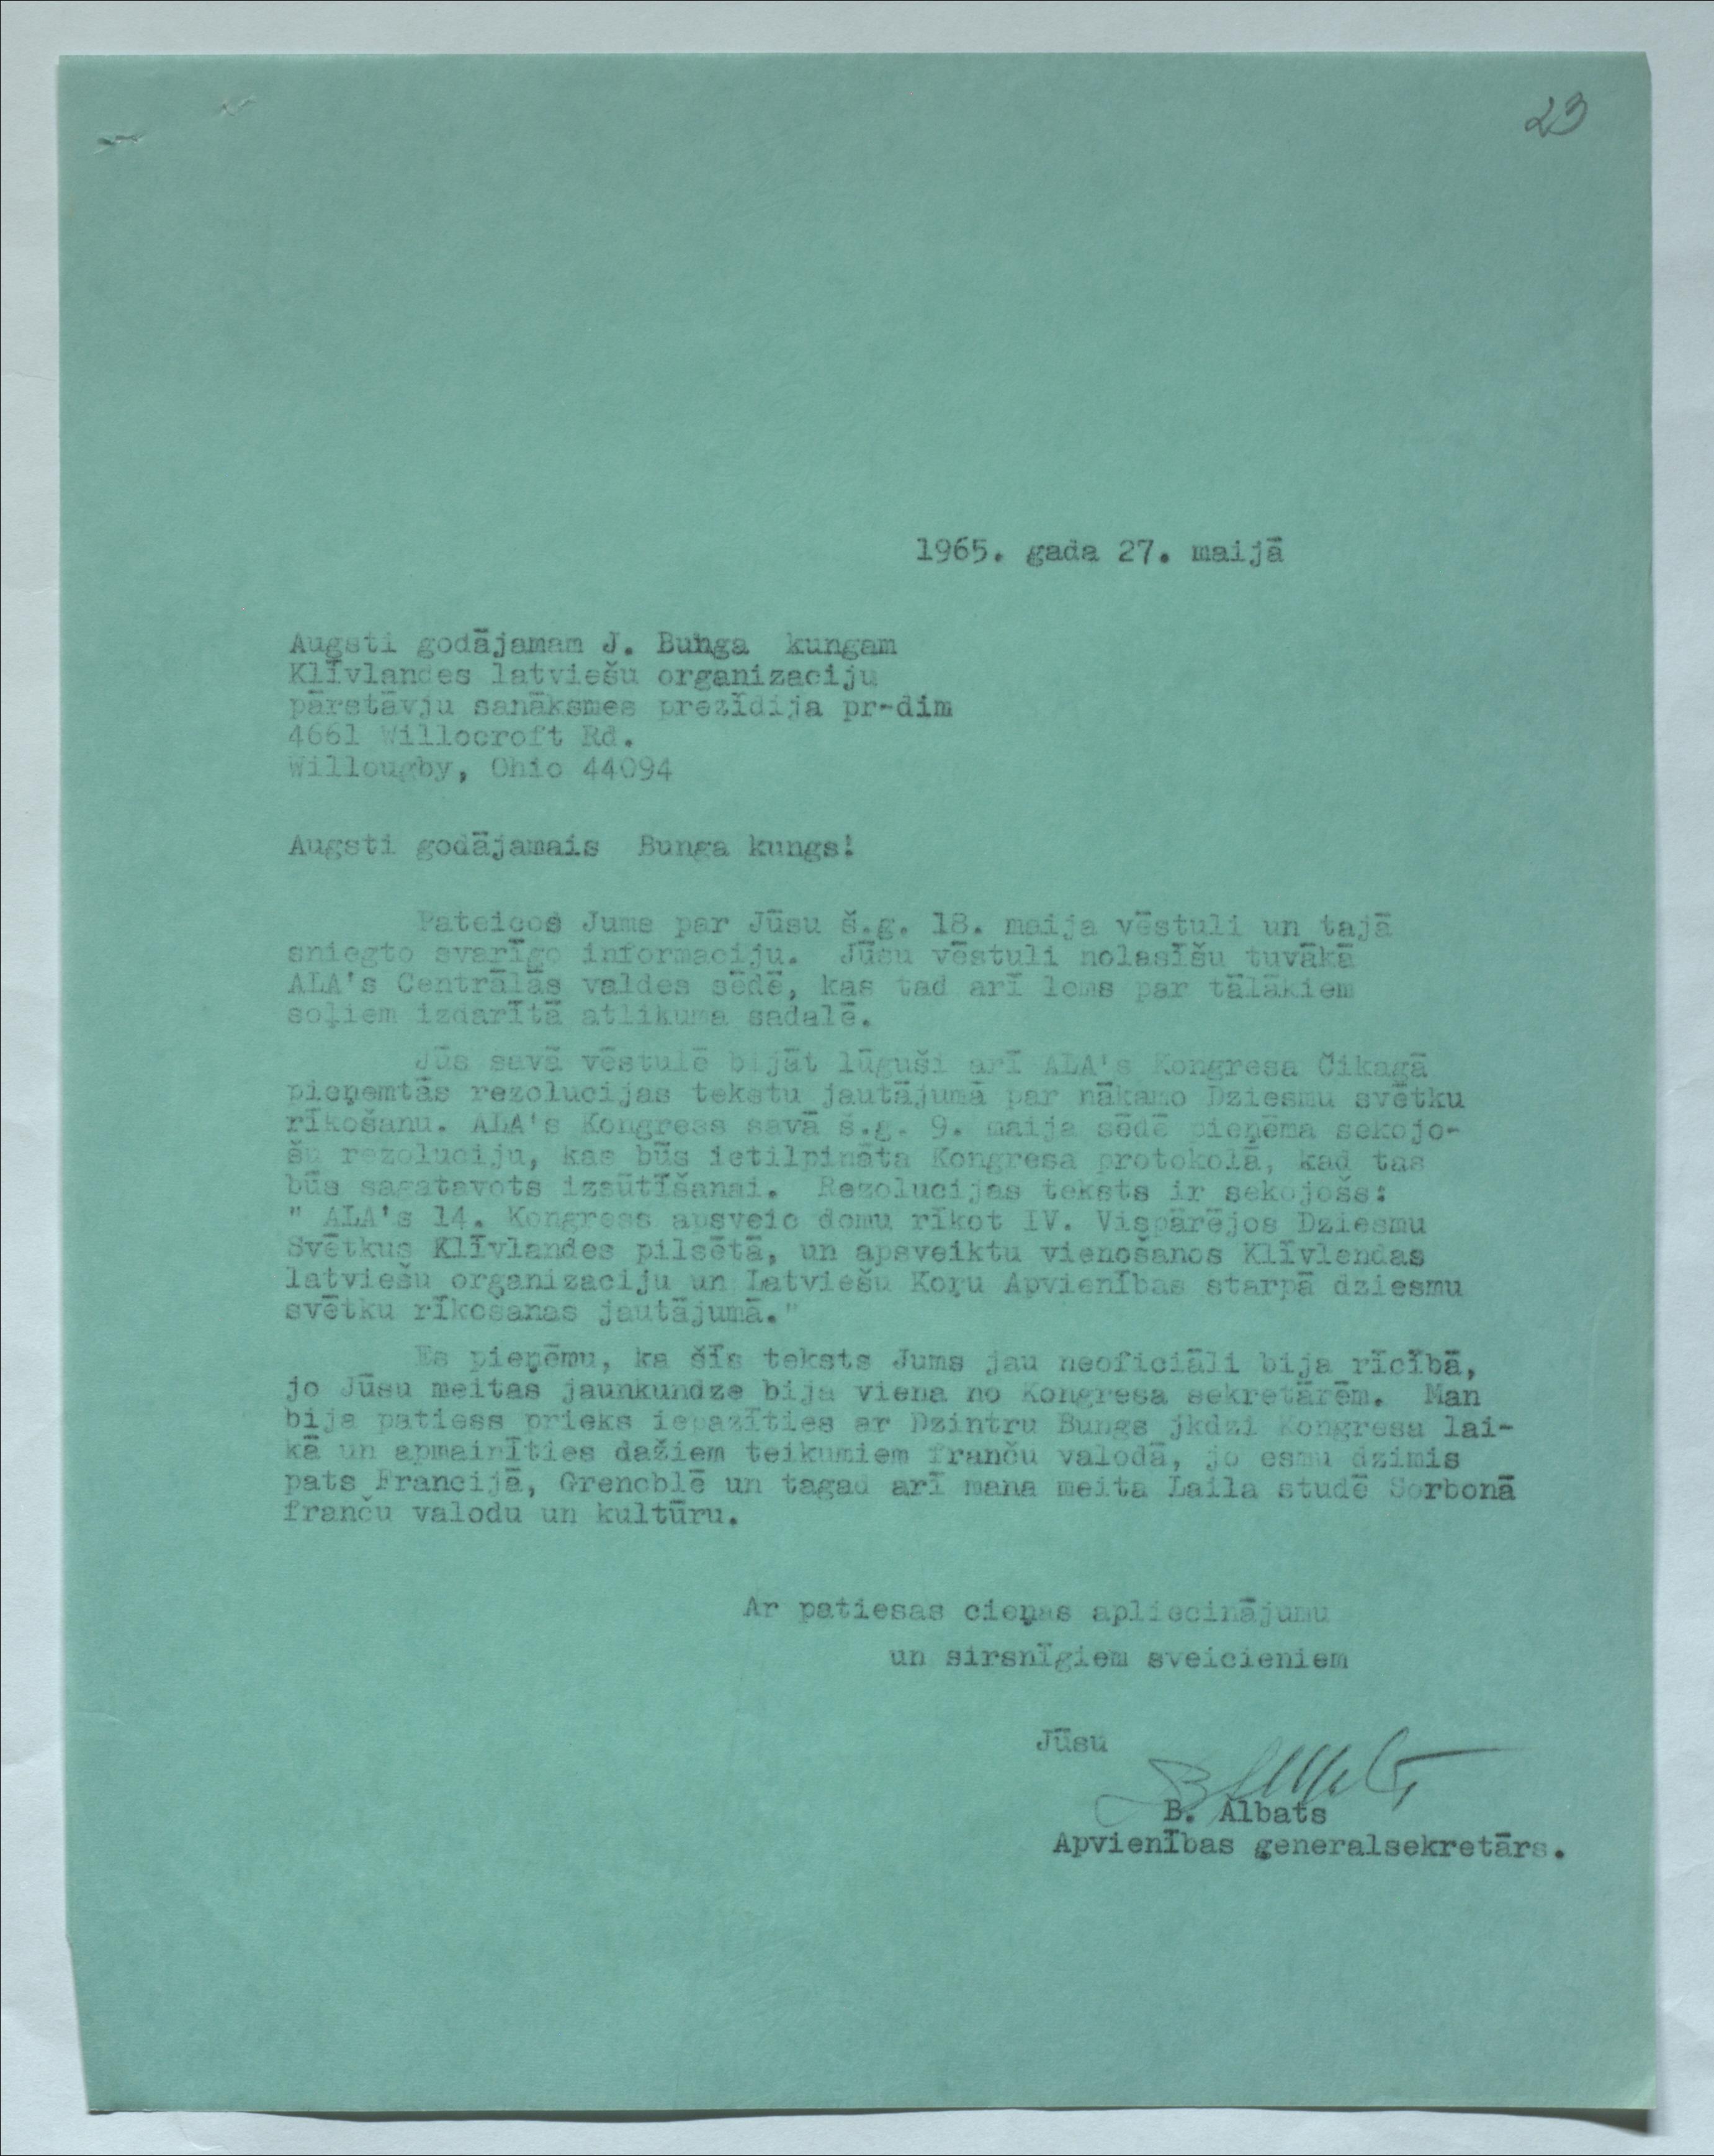 23
1965. gada 27. maijā
Augsti godājamam J. Bunga kungam
Klīvlandes latviešu organizaciju
pārstāvju sanāksmes prezīdija pr-dim
4661 Willocroft Rd.
Willougby, Ohio 44094
Augsti godājamais Bunga kungs!
Pateicos Jums par Jūsu š.g. 18. maija vēstuli un tajā
sniegto svarīgo informaciju. Jūsu vēstuli nolasīšu tuvākā
ALA's Centrālās valdes sēdē, kas tad arī lems par tālākiem
soļiem izdarītā atlikuma sadalē.
Jūs savā vēstulē bijāt lūguši arī ALA's Kongresa Čikagā
pieņemtās rezolucijas tekstu jautājumā par nākamo Dziesmu svētku
rīkošanu. ALA's Kongress savā š.g. 9. maija sēdē pieņēma sekojo-
šu rezoluciju, kas būs ietilpināta Kongresa protokolā, kad tas
būs sagatavots izsūtīšanai. Rezolucijas teksts ir sekojošs:
" ALA's 14. Kongress apsveic domu rīkot IV. Vispārējos Dziesmu
Svētkus Klīvlandes pilsētā, un apsveiktu vienošanos Klīvlendas
latviešu organizaciju un Latviešu Koŗu Apvienības starpā dziesmu
svētku rīkosanas jautājumā."
Es pieņēmu, ka šīs teksts Jums jau neoficiāli bija rīcībā,
jo Jūsu meitas jaunkundze bija viena no Kongresa sekretārēm. Man
bija patiess prieks iepazīties ar Dzintru Bungs jkdzi Kongresa lai-
kā un apmainīties dažiem teikumiem franču valodā, jo esmu dzimis
pats Francijā, Grenoblē un tagad arī mana meita Laila studē Sorbonā
franču valodu un kultūru.
Ar patiesas cieņas apliecinājumu
un sirsnīgiem sveicieniem
Jūsu
B. Albats
Apvienības ģeneralsekretārs.